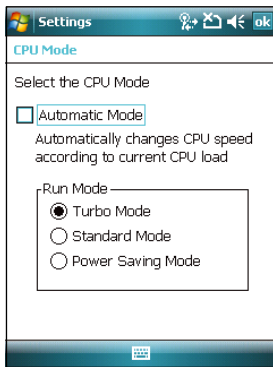 Settings
ok
CPU Mode
Select the CPU Mode
Automatic Mode
Automatically changes CPU speed
according to current CPU load
Run Mode
Turbo Mode
Standard Mode
Power Saving Mode